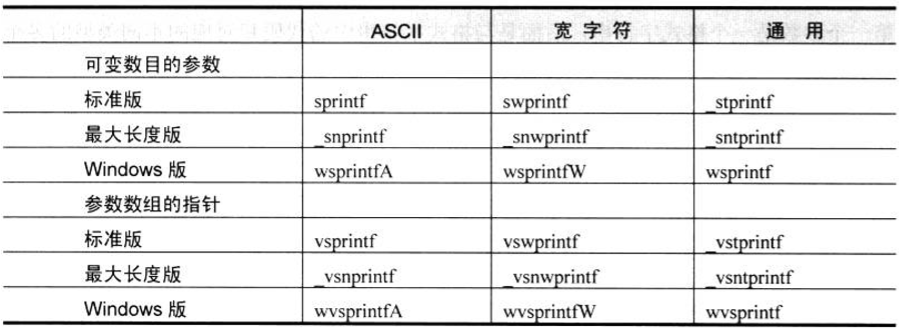 ASCII 宽字符 通用
可变数目的参数
标准版 sprintf swprintf _stprintf
最大长度版 _snprintf _snwprintf _sntprintf
Windows 版 wsprintfA wsprintfW wsprintf
参数数组的指针
标准版 vsprintf vswprintf _vstprintf
最大长度版 _vsnprintf _vsnwprintf _vsntprintf
Windows 版 wvsprintfA wvsprintfW wvsprintf